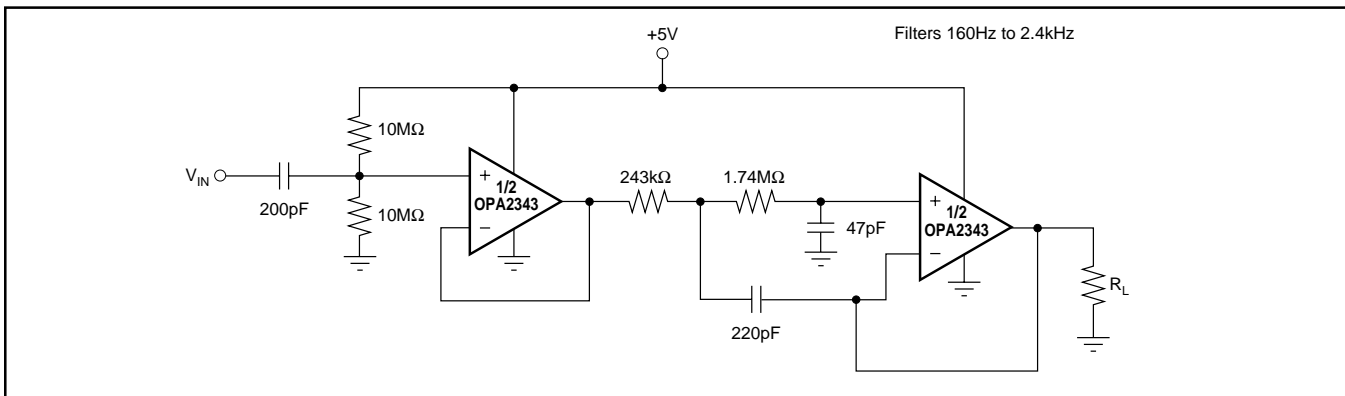 +5V
Filters 160Hz to 2.4kHz
10MΩ
V_IN
200pF
10MΩ
+
1/2
OPA2343
−
243kΩ
1.74MΩ
47pF
220pF
+
1/2
OPA2343
−
R_L